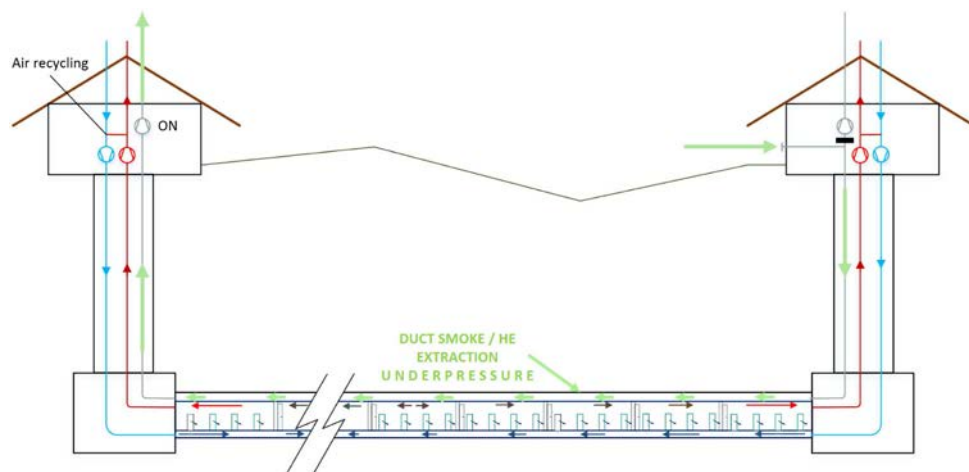 Air recycling
ON
DUCT SMOKE / HE
EXTRACTION
UNDERPRESSURE